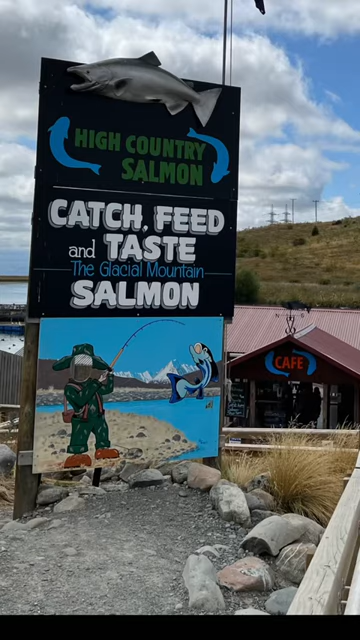 HIGH COUNTRY
SALMON
CATCH, FEED
and TASTE
The Glacial Mountain
SALMON
CAFE